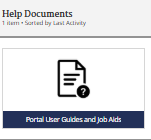 Help Documents
1 item • Sorted by Last Activity
?
Portal User Guides and Job Aids